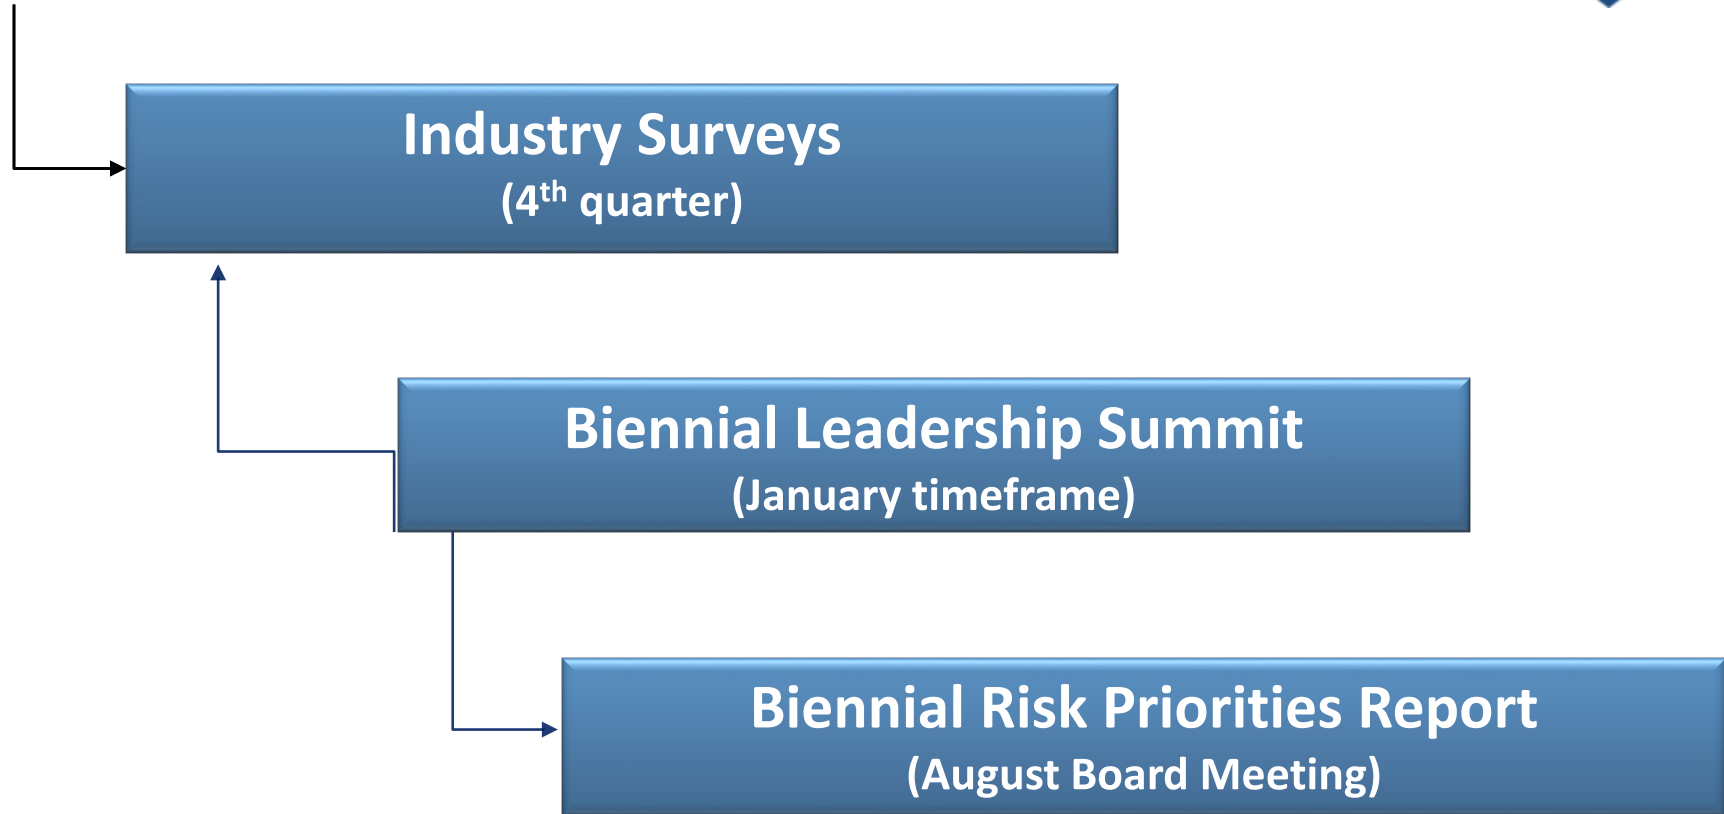 Industry Surveys
(4th quarter)
Biennial Leadership Summit
(January timeframe)
Biennial Risk Priorities Report
(August Board Meeting)